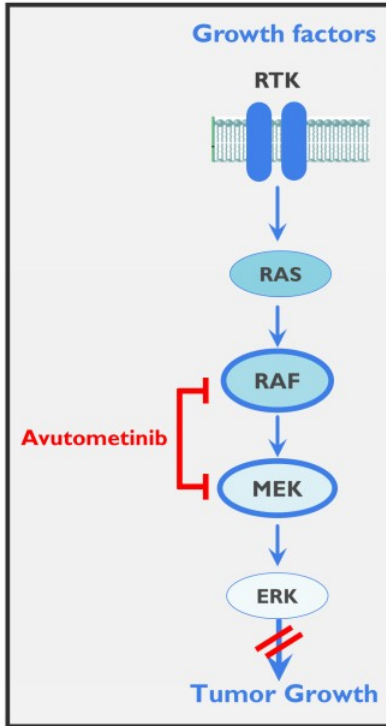 Growth factors
RTK
RAS
RAF
Avutometinib
MEK
ERK
Tumor Growth